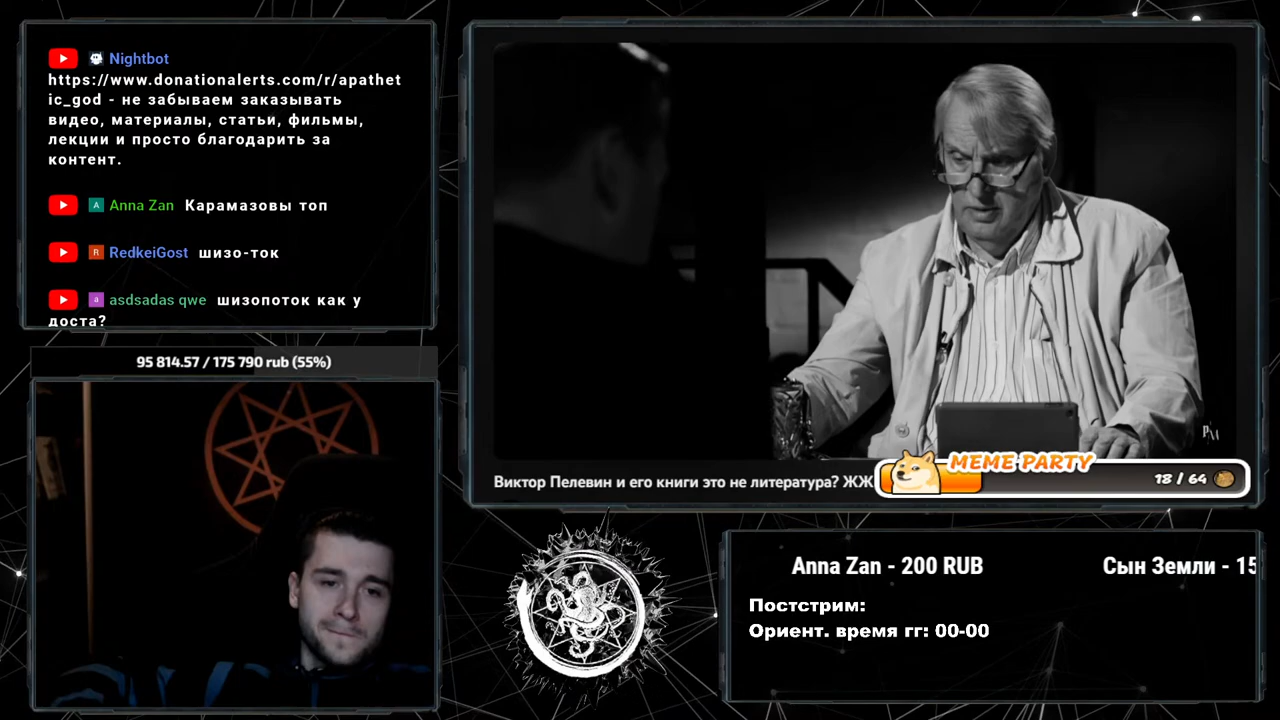 Nightbot
https://www.donationalerts.com/r/apathet
ic_god - не забываем заказывать
видео, материалы, статьи, фильмы,
лекции и просто благодарить за
контент.
A Anna Zan Карамазовы топ
R RedkeiGost шизо-ток
a asdsadas qwe шизопоток как у
доста?
95 814.57 / 175 790 rub (55%)
Виктор Пелевин и его книги это не литература? ЖЖ
MEME PARTY
18 / 64
Anna Zan - 200 RUB Сын Земли - 15
Постстрим:
Ориент. время гг: 00-00